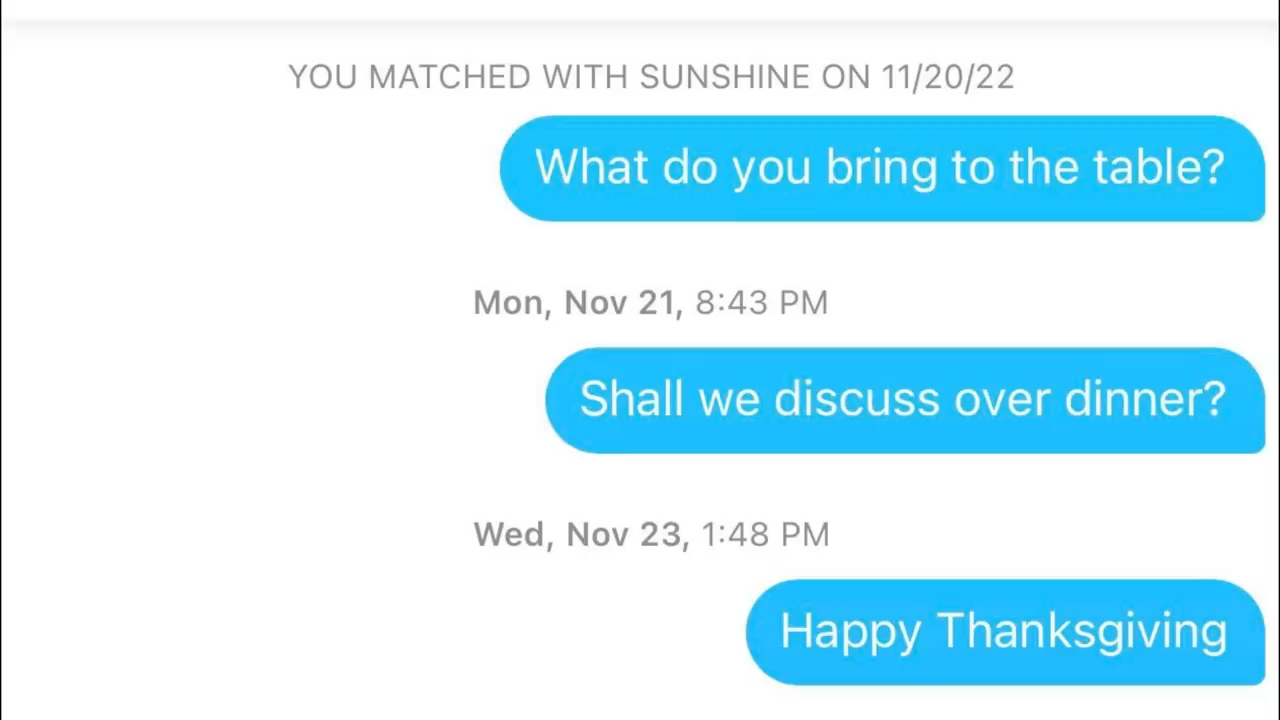 YOU MATCHED WITH SUNSHINE ON 11/20/22
What do you bring to the table?
Mon, Nov 21, 8:43 PM
Shall we discuss over dinner?
Wed, Nov 23, 1:48 PM
Happy Thanksgiving